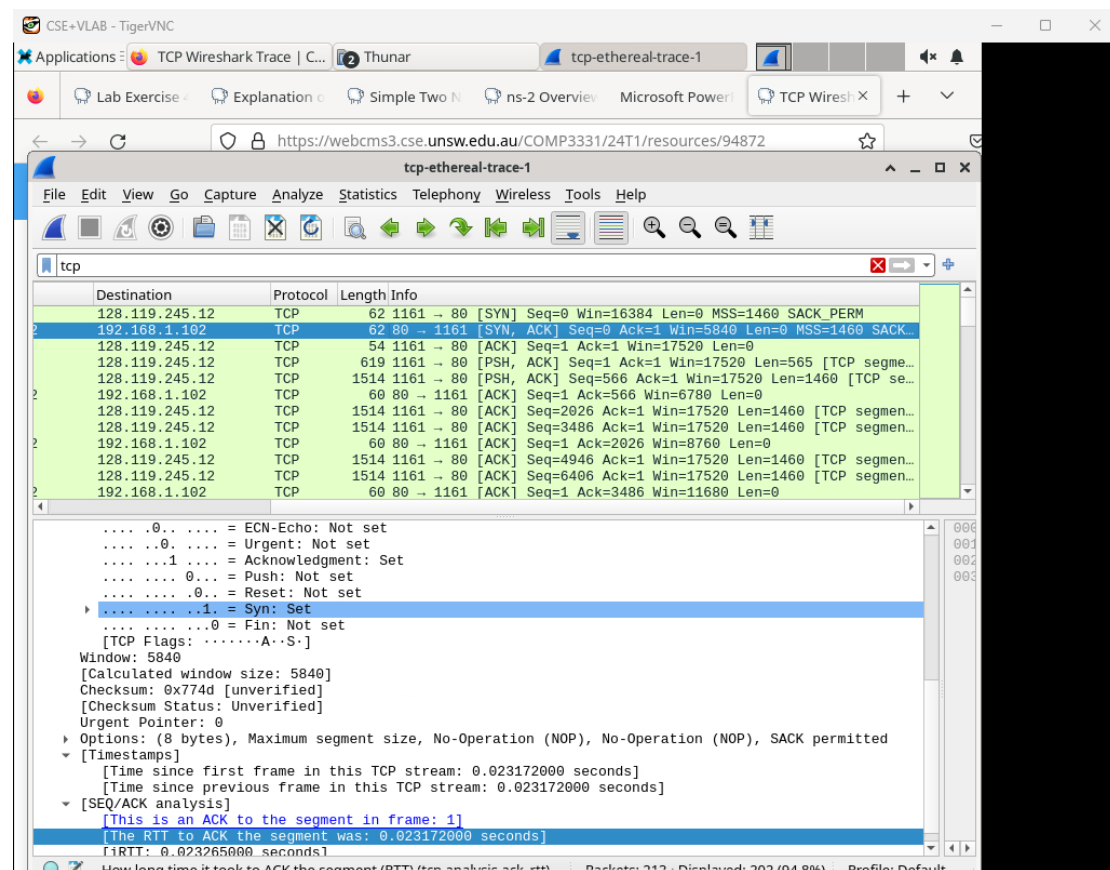 CSE+VLAB - TigerVNC
Applications TCP Wireshark Trace | C... 2 Thunar tcp-ethereal-trace-1
Lab Exercise Explanation Simple Two N ns-2 Overview Microsoft Power TCP Wiresh
https://webcms3.cse.unsw.edu.au/COMP3331/24T1/resources/94872
tcp-ethereal-trace-1
File Edit View Go Capture Analyze Statistics Telephony Wireless Tools Help
tcp
Destination Protocol Length Info
128.119.245.12 TCP 62 1161 → 80 [SYN] Seq=0 Win=16384 Len=0 MSS=1460 SACK_PERM
2 192.168.1.102 TCP 62 80 → 1161 [SYN, ACK] Seq=0 Ack=1 Win=5840 Len=0 MSS=1460 SACK…
128.119.245.12 TCP 54 1161 → 80 [ACK] Seq=1 Ack=1 Win=17520 Len=0
128.119.245.12 TCP 619 1161 → 80 [PSH, ACK] Seq=1 Ack=1 Win=17520 Len=565 [TCP segme…
128.119.245.12 TCP 1514 1161 → 80 [PSH, ACK] Seq=566 Ack=1 Win=17520 Len=1460 [TCP se…
2 192.168.1.102 TCP 60 80 → 1161 [ACK] Seq=1 Ack=566 Win=6780 Len=0
128.119.245.12 TCP 1514 1161 → 80 [ACK] Seq=2026 Ack=1 Win=17520 Len=1460 [TCP segmen…
128.119.245.12 TCP 1514 1161 → 80 [ACK] Seq=3486 Ack=1 Win=17520 Len=1460 [TCP segmen…
2 192.168.1.102 TCP 60 80 → 1161 [ACK] Seq=1 Ack=2026 Win=8760 Len=0
128.119.245.12 TCP 1514 1161 → 80 [ACK] Seq=4946 Ack=1 Win=17520 Len=1460 [TCP segmen…
128.119.245.12 TCP 1514 1161 → 80 [ACK] Seq=6406 Ack=1 Win=17520 Len=1460 [TCP segmen…
2 192.168.1.102 TCP 60 80 → 1161 [ACK] Seq=1 Ack=3486 Win=11680 Len=0
.... .0.. .... = ECN-Echo: Not set
.... ..0. .... = Urgent: Not set
.... ...1 .... = Acknowledgment: Set
.... .... 0... = Push: Not set
.... .... .0.. = Reset: Not set
.... .... ..1. = Syn: Set
.... .... ...0 = Fin: Not set
[TCP Flags: ·······A··S·]
Window: 5840
[Calculated window size: 5840]
Checksum: 0x774d [unverified]
[Checksum Status: Unverified]
Urgent Pointer: 0
Options: (8 bytes), Maximum segment size, No-Operation (NOP), No-Operation (NOP), SACK permitted
[Timestamps]
[Time since first frame in this TCP stream: 0.023172000 seconds]
[Time since previous frame in this TCP stream: 0.023172000 seconds]
[SEQ/ACK analysis]
[This is an ACK to the segment in frame: 1]
[The RTT to ACK the segment was: 0.023172000 seconds]
[iRTT: 0.023265000 seconds]
000
001
002
003
How long time it took to ACK the segment (RTT) (tcp.analysis.ack_rtt) Packets: 213 · Displayed: 202 (94.8%) Profile: Default